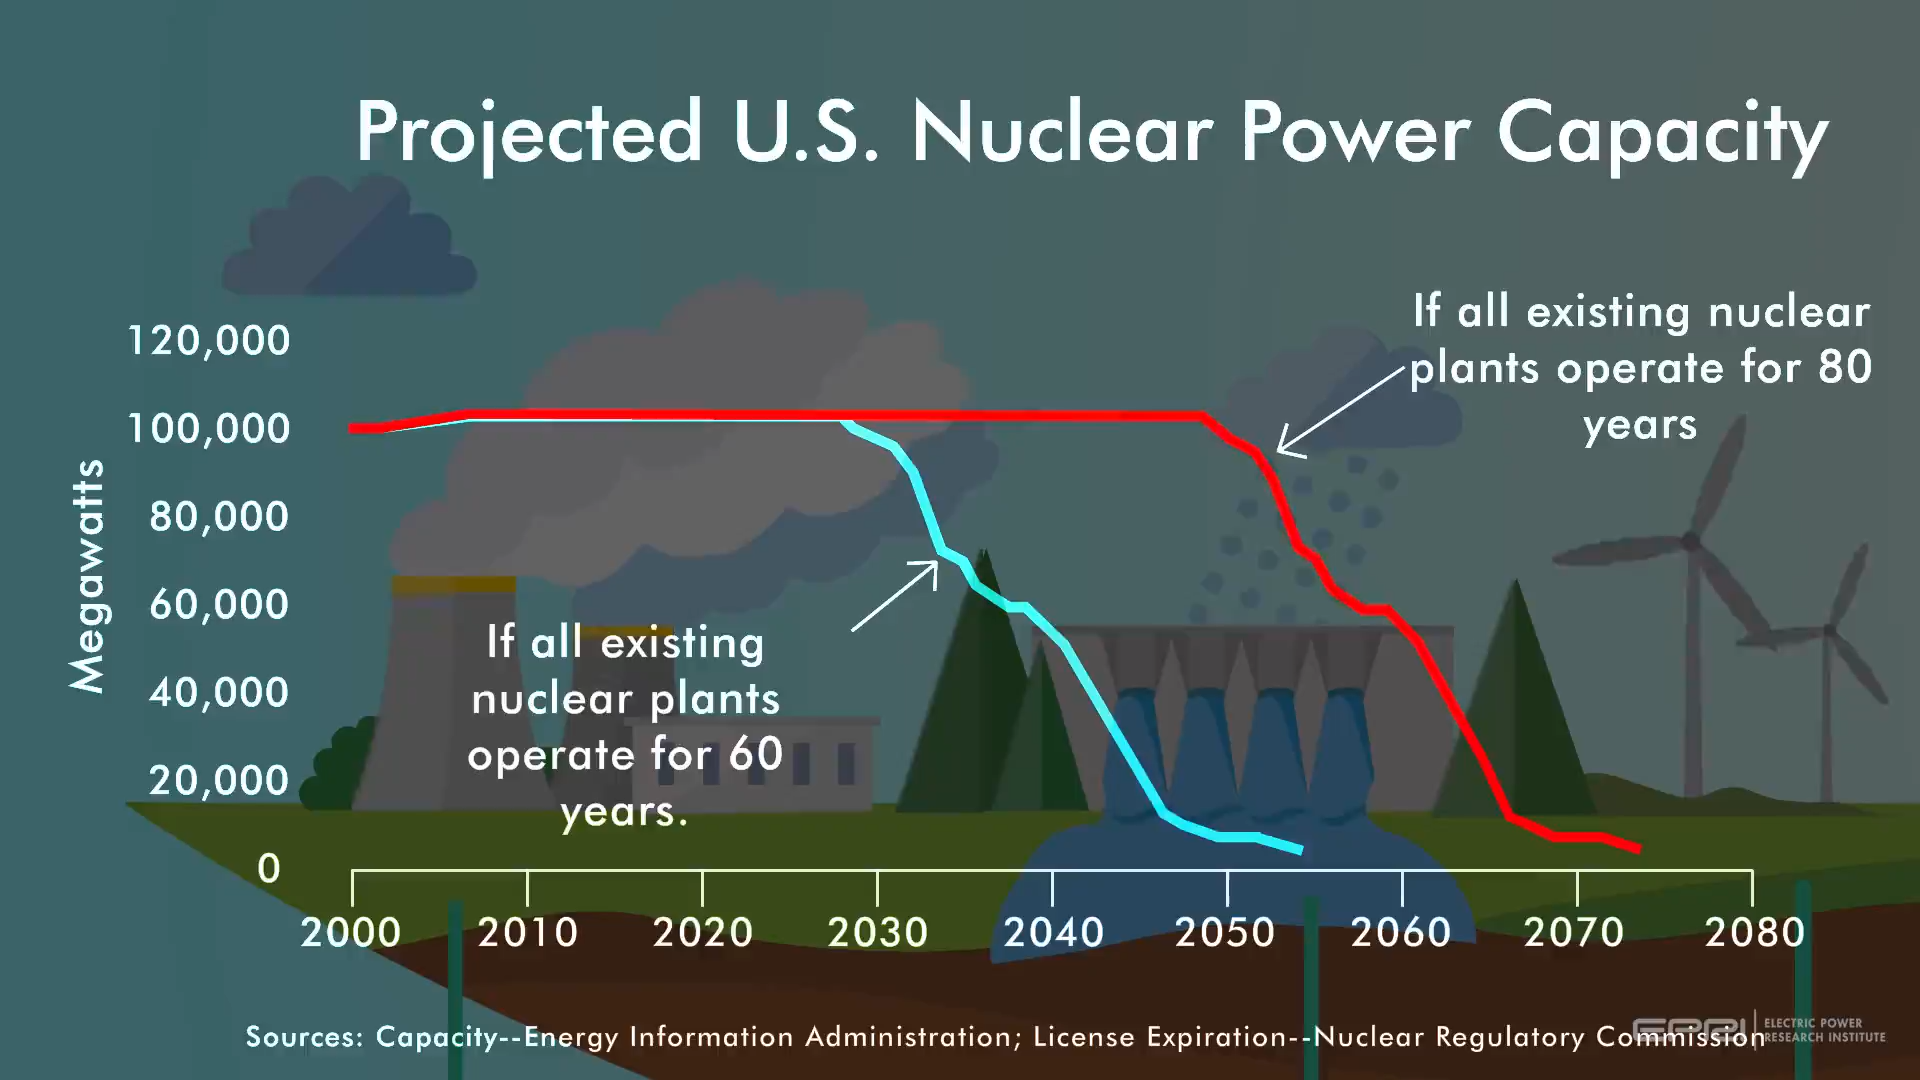 Projected U.S. Nuclear Power Capacity
If all existing nuclear
plants operate for 80
years
120,000
100,000
80,000
60,000
40,000
20,000
0
Megawatts
If all existing
nuclear plants
operate for 60
years.
2000 2010 2020 2030 2040 2050 2060 2070 2080
Sources: Capacity--Energy Information Administration; License Expiration--Nuclear Regulatory Commission
EPRI
ELECTRIC POWER
RESEARCH INSTITUTE